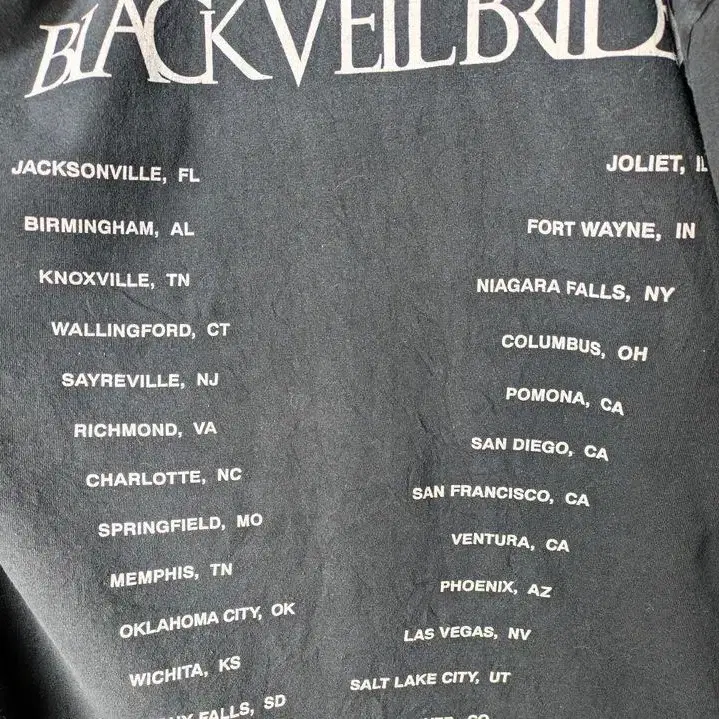 BLACK VEIL BRIDE
JACKSONVILLE, FL
BIRMINGHAM, AL
KNOXVILLE, TN
WALLINGFORD, CT
SAYREVILLE, NJ
RICHMOND, VA
CHARLOTTE, NC
SPRINGFIELD, MO
MEMPHIS, TN
OKLAHOMA CITY, OK
WICHITA, KS
FALLS, SD
JOLIET, IL
FORT WAYNE, IN
NIAGARA FALLS, NY
COLUMBUS, OH
POMONA, CA
SAN DIEGO, CA
SAN FRANCISCO, CA
VENTURA, CA
PHOENIX, AZ
LAS VEGAS, NV
SALT LAKE CITY, UT
CO